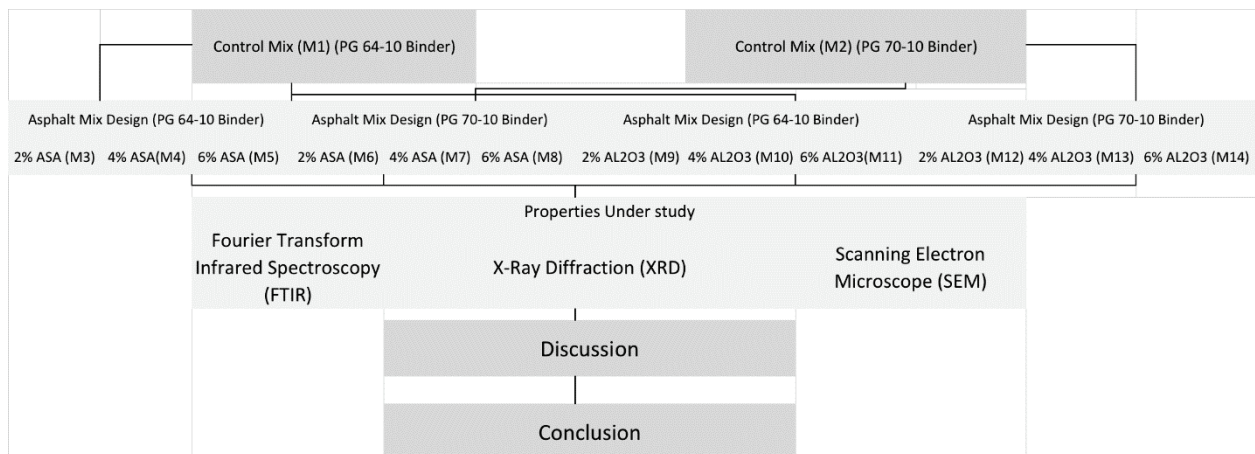 Control Mix (M1) (PG 64-10 Binder)
Control Mix (M2) (PG 70-10 Binder)
Asphalt Mix Design (PG 64-10 Binder)
2% ASA (M3) 4% ASA(M4) 6% ASA (M5)
Asphalt Mix Design (PG 70-10 Binder)
2% ASA (M6) 4% ASA (M7) 6% ASA (M8)
Asphalt Mix Design (PG 64-10 Binder)
2% AL2O3 (M9) 4% AL2O3 (M10) 6% AL2O3(M11)
Asphalt Mix Design (PG 70-10 Binder)
2% AL2O3 (M12) 4% AL2O3 (M13) 6% AL2O3 (M14)
Properties Under study
Fourier Transform
Infrared Spectroscopy
(FTIR)
X-Ray Diffraction (XRD)
Scanning Electron
Microscope (SEM)
Discussion
Conclusion